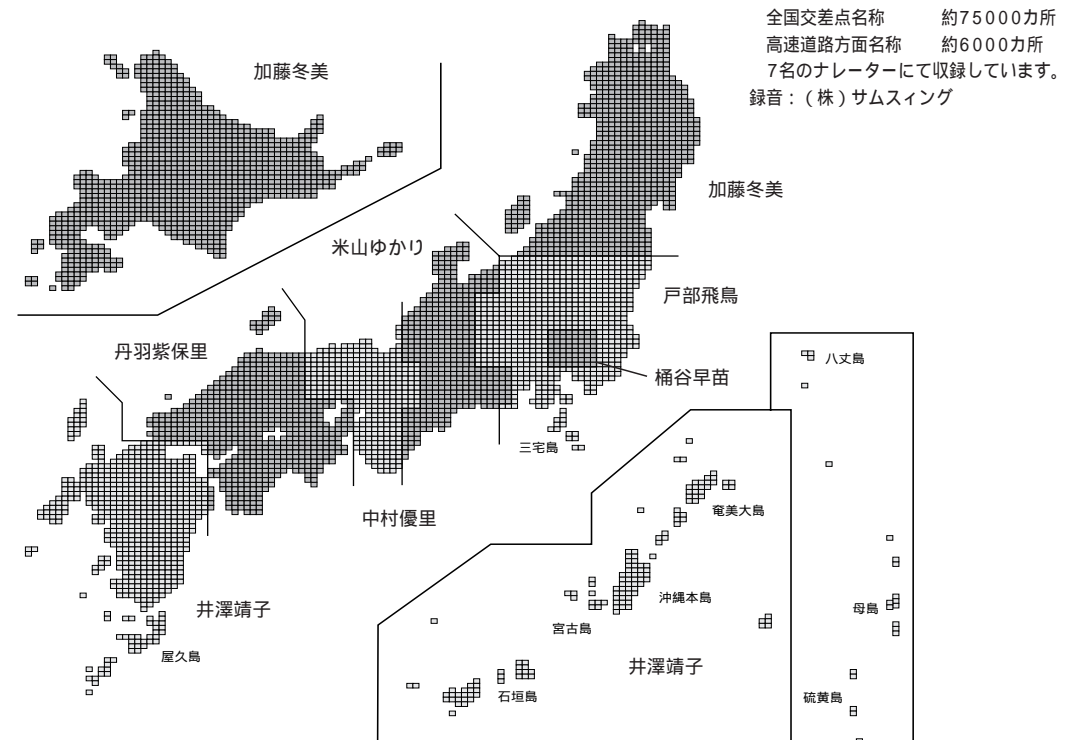 全国交差点名称　約75000カ所
高速道路方面名称　約6000カ所
7名のナレーターにて収録しています。
録音：（株）サムスィング
加藤冬美
加藤冬美
米山ゆかり
戸部飛鳥
丹羽紫保里
桶谷早苗
八丈島
三宅島
奄美大島
中村優里
沖縄本島
井澤靖子
宮古島
母島
屋久島
井澤靖子
石垣島
硫黄島